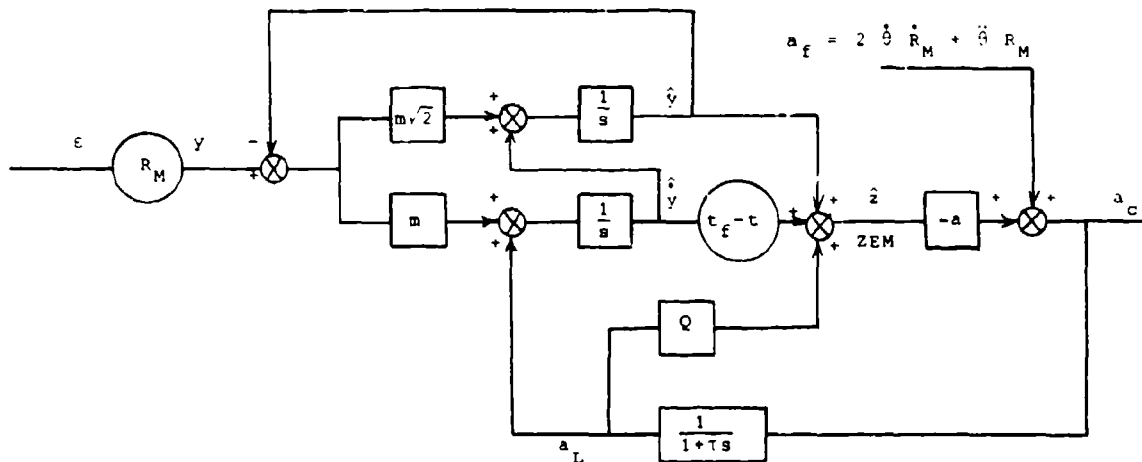 a_f = 2 θ̇ Ṙ_M + θ̈ R_M
m√2
+
+
1/s
ŷ
ε
R_M
y
-
+
m
+
+
1/s
ŷ̇
t_f-t
+
+
+
ẑ
ZEM
-a
+
+
a_c
Q
a_L
1/(1+τs)